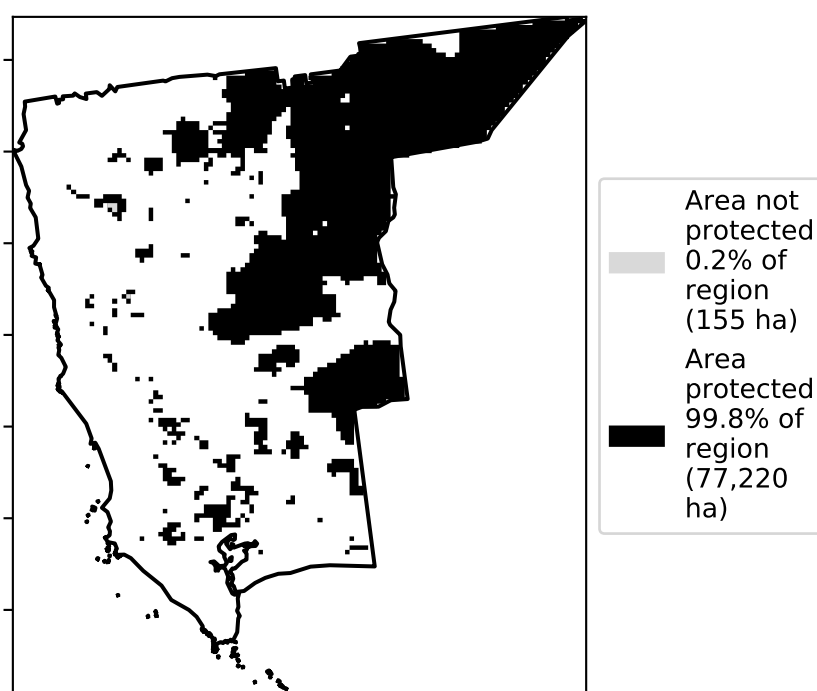 Area not
protected
0.2% of
region
(155 ha)
Area
protected
99.8% of
region
(77,220
ha)